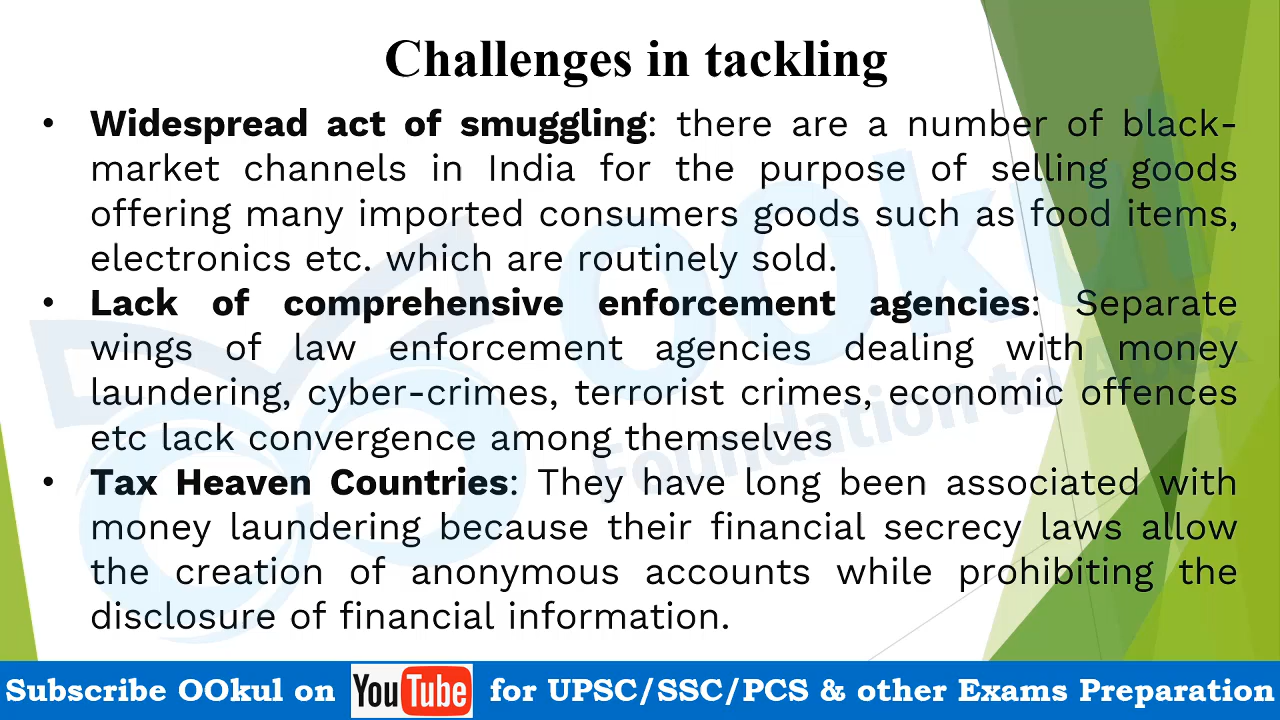 Challenges in tackling
• Widespread act of smuggling: there are a number of black-
market channels in India for the purpose of selling goods
offering many imported consumers goods such as food items,
electronics etc. which are routinely sold.
• Lack of comprehensive enforcement agencies: Separate
wings of law enforcement agencies dealing with money
laundering, cyber-crimes, terrorist crimes, economic offences
etc lack convergence among themselves
• Tax Heaven Countries: They have long been associated with
money laundering because their financial secrecy laws allow
the creation of anonymous accounts while prohibiting the
disclosure of financial information.
OOkul
Foundation to Apex
Subscribe OOkul on YouTube for UPSC/SSC/PCS & other Exams Preparation